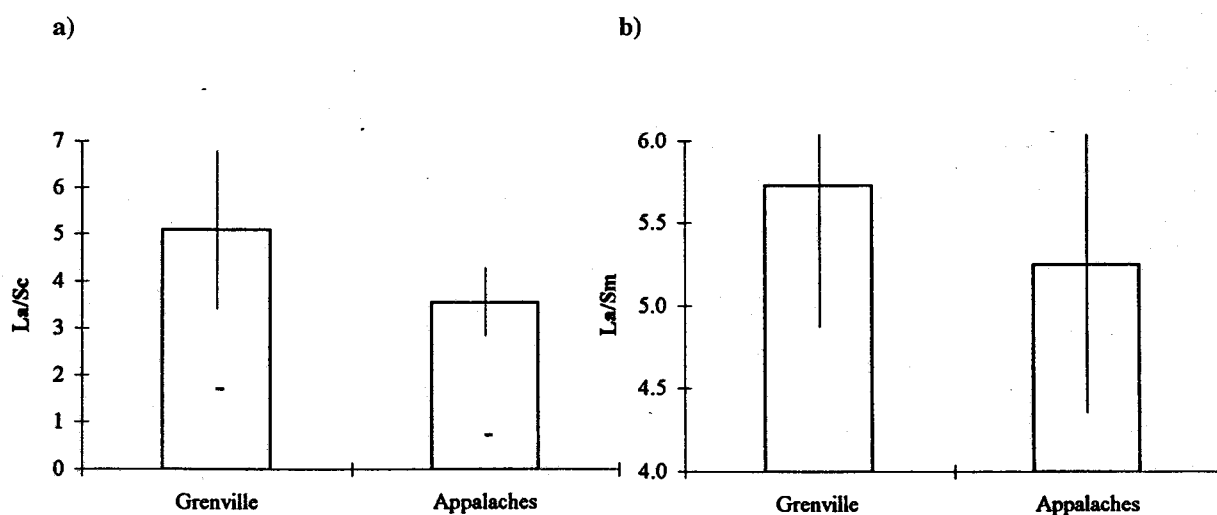 a)
La/Sc
7
6
5
4
3
2
1
0
Grenville
Appalaches
b)
La/Sm
6.0
5.5
5.0
4.5
4.0
Grenville
Appalaches